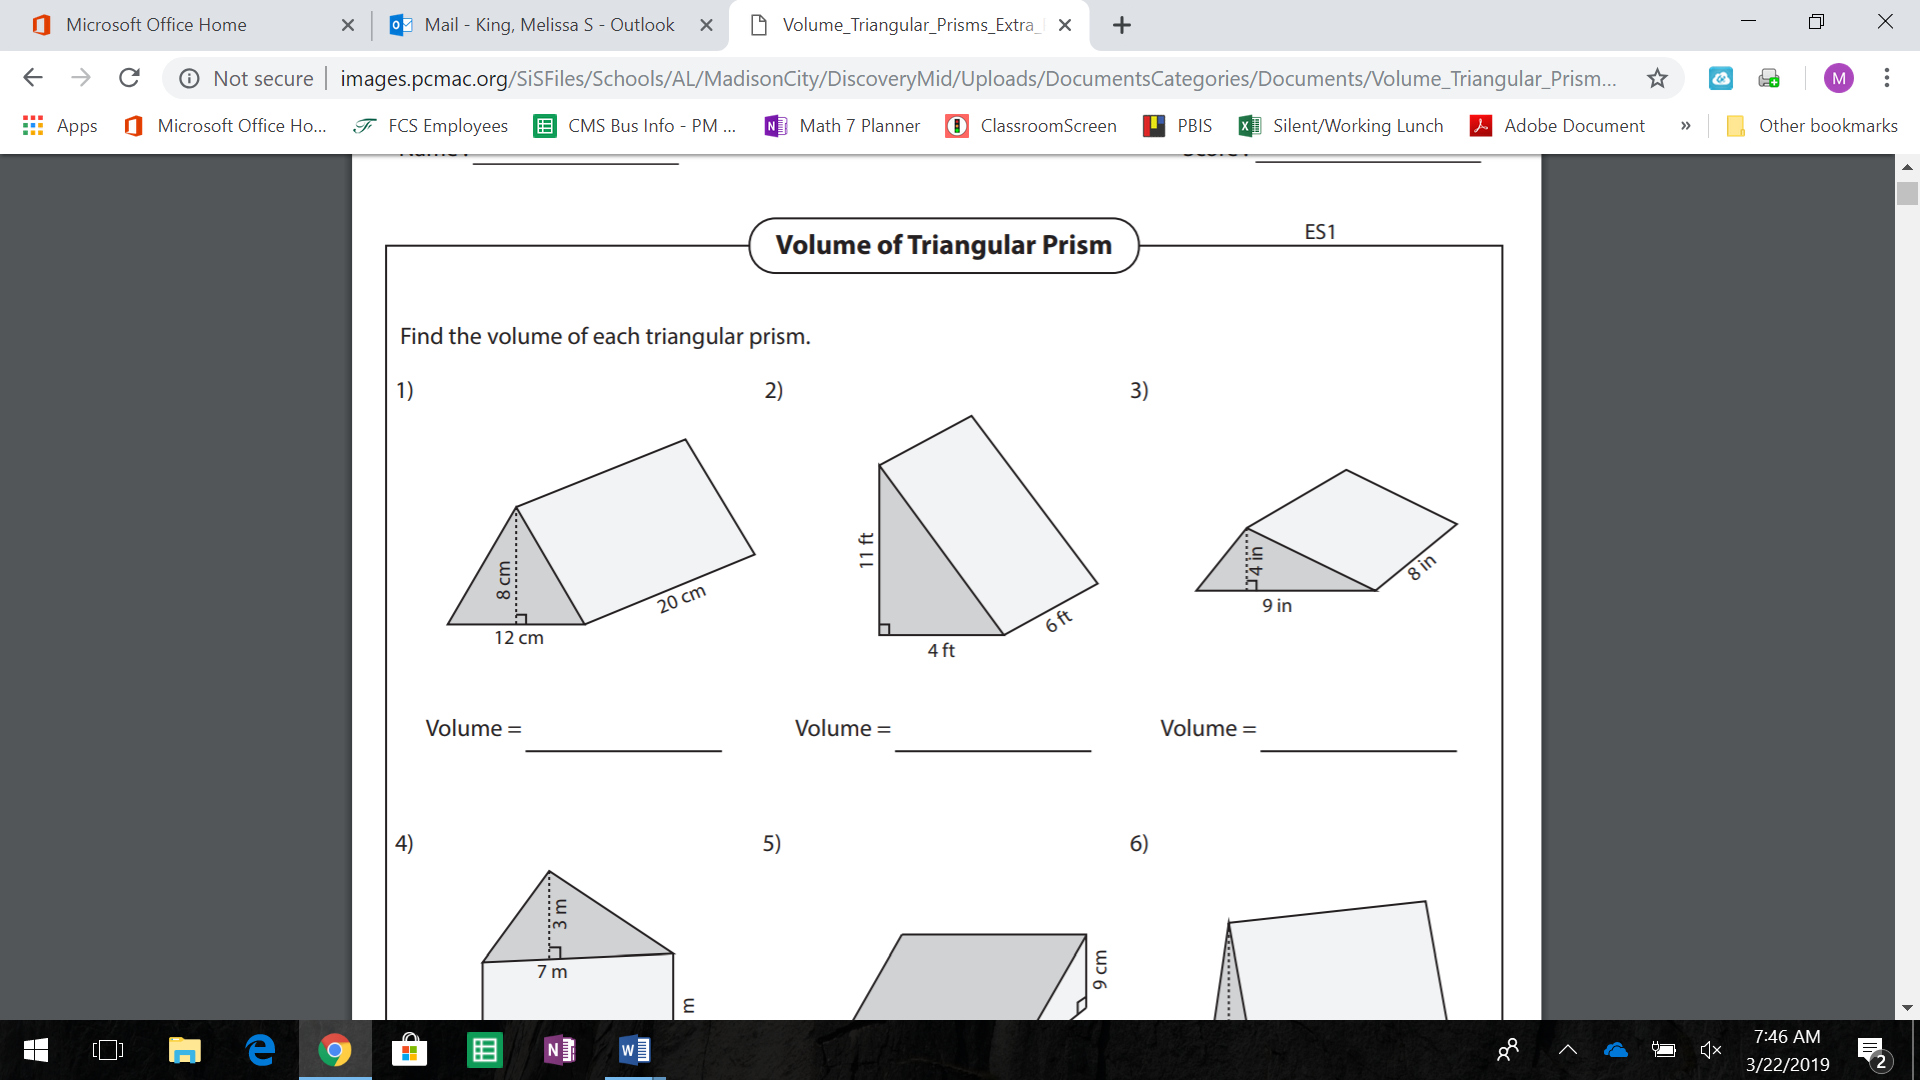 Microsoft Office Home
Mail - King, Melissa S - Outlook
Volume_Triangular_Prisms_Extra_
Not secure
images.pcmac.org/SiSFiles/Schools/AL/MadisonCity/DiscoveryMid/Uploads/DocumentsCategories/Documents/Volume_Triangular_Prism...
M
Apps
Microsoft Office Ho...
FCS Employees
CMS Bus Info - PM ...
Math 7 Planner
ClassroomScreen
PBIS
Silent/Working Lunch
Adobe Document
»
Other bookmarks
Volume of Triangular Prism
ES1
Find the volume of each triangular prism.
1)
2)
3)
8 cm
12 cm
20 cm
11 ft
4 ft
6 ft
4 in
9 in
8 in
Volume =
Volume =
Volume =
4)
5)
6)
3 m
7 m
m
9 cm
7:46 AM
3/22/2019
2